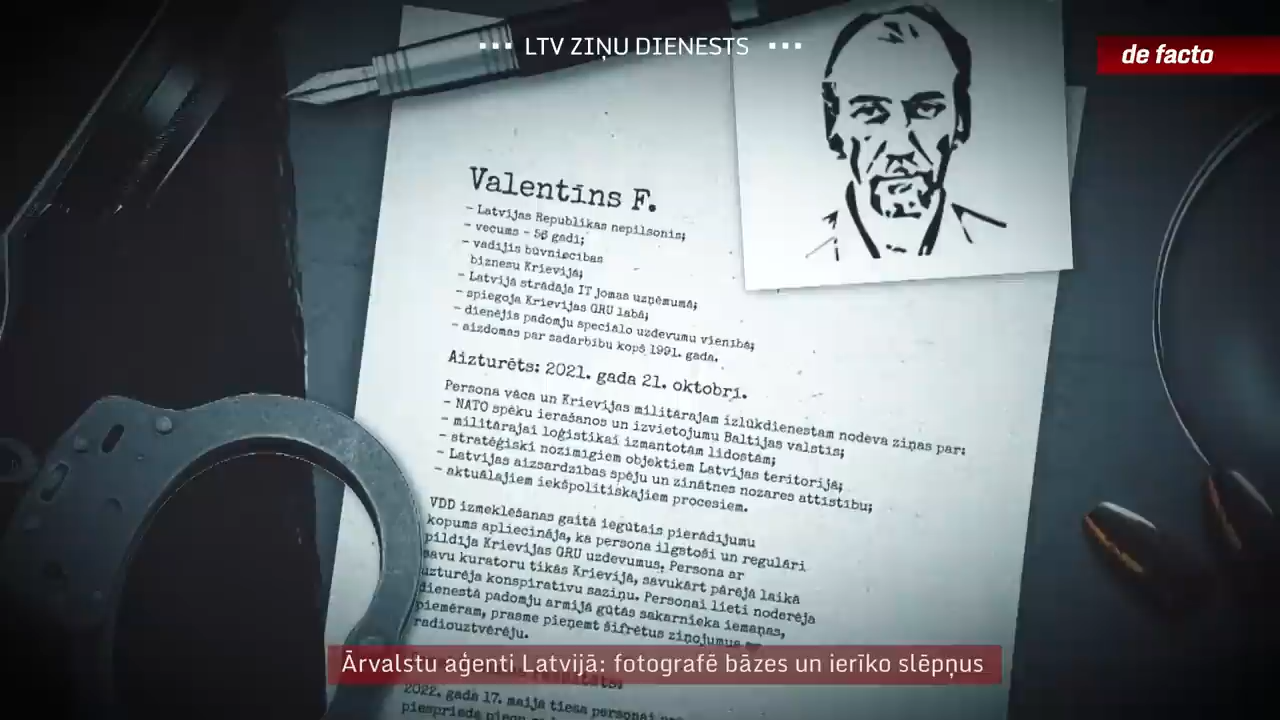 LTV ZIŅU DIENESTS
de facto
Valentīns F.
- Latvijas Republikas nepilsonis;
- vecums - 56 gadi;
- vadījis būvniecības
biznesu Krievijā;
- Latvijā strādāja IT jomas uzņēmumā;
- spiegoja Krievijas GRU labā;
- dienējis padomju speciālo uzdevumu vienībā;
- aizdomas par sadarbību kopš 1991. gada.
Aizturēts: 2021. gada 21. oktobrī.
Persona vāca un Krievijas militārajam izlūkdienestam nodeva ziņas par:
- NATO spēku ierašanos un izvietojumu Baltijas valstīs;
- militārajai loģistikai izmantotām lidostām;
- stratēģiski nozīmīgiem objektiem Latvijas teritorijā;
- Latvijas aizsardzības spēju un zinātnes nozares attīstību;
- aktuālajiem iekšpolitiskajiem procesiem.
VDD izmeklēšanas gaitā iegūtais pierādījumu
kopums apliecināja, ka persona ilgstoši un regulāri
pildīja Krievijas GRU uzdevumus. Persona ar
savu kuratoru tikās Krievijā, savukārt pārējā laikā
uzturēja konspiratīvu saziņu. Personai lieti noderēja
dienestā padomju armijā gūtās sakarnieka iemaņas,
piemēram, prasme pieņemt šifrētus ziņojumus
radiouztvērēju.
Ārvalstu aģenti Latvijā: fotografē bāzes un ierīko slēpņus
2022. gada 17. maijā tiesa personai
piesprieda